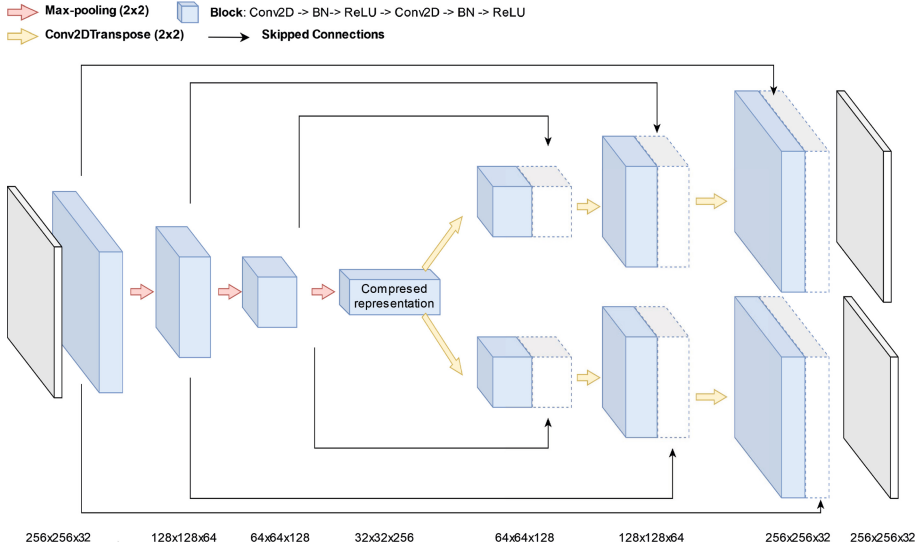 Max-pooling (2x2)
Block: Conv2D -> BN-> ReLU -> Conv2D -> BN -> ReLU
Conv2DTranspose (2x2)
Skipped Connections
Compresed
representation
256x256x32
128x128x64
64x64x128
32x32x256
64x64x128
128x128x64
256x256x32
256x256x32